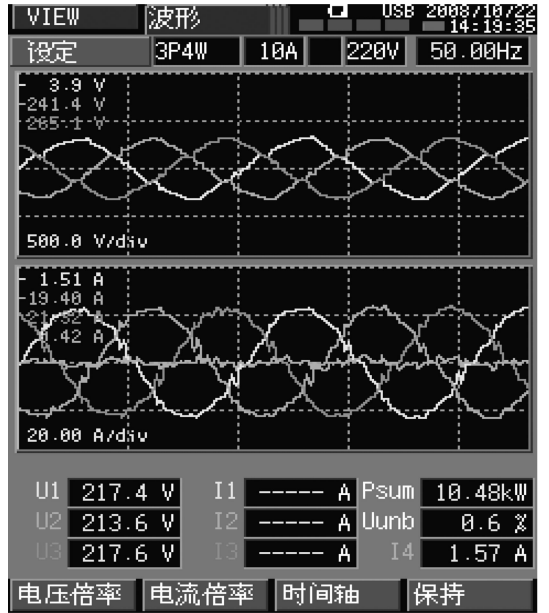 VIEW 波形 USB 2008/10/22
14:19:35
设定 3P4W 10A 220V 50.00Hz
- 3.9 V
-241.4 V
-265.1 V
500.0 V/div
- 1.51 A
-19.40 A
.42 A
20.00 A/div
U1 217.4 V I1 ----- A Psum 10.48kW
U2 213.6 V I2 ----- A Uunb 0.6 %
U3 217.6 V I3 ----- A I4 1.57 A
电压倍率 电流倍率 时间轴 保持